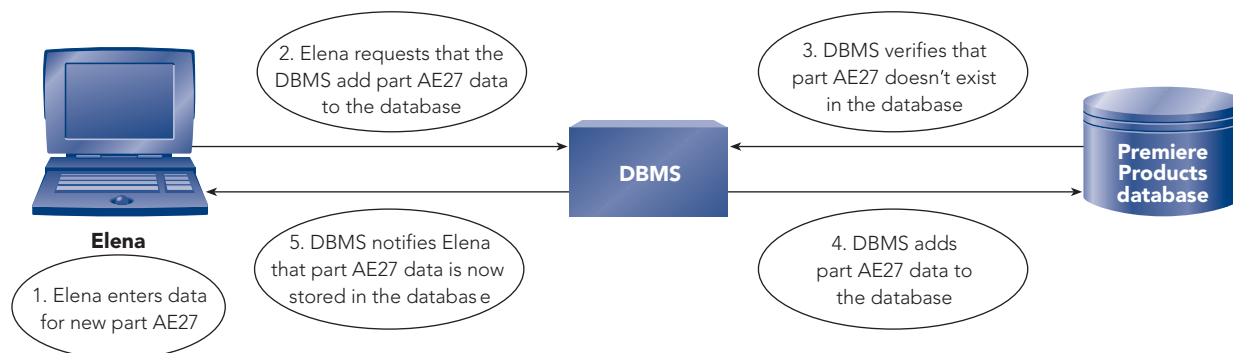 2. Elena requests that the
DBMS add part AE27 data
to the database
3. DBMS verifies that
part AE27 doesn't exist
in the database
DBMS
Premiere
Products
database
Elena
1. Elena enters data
for new part AE27
5. DBMS notifies Elena
that part AE27 data is now
stored in the database
4. DBMS adds
part AE27 data to
the database